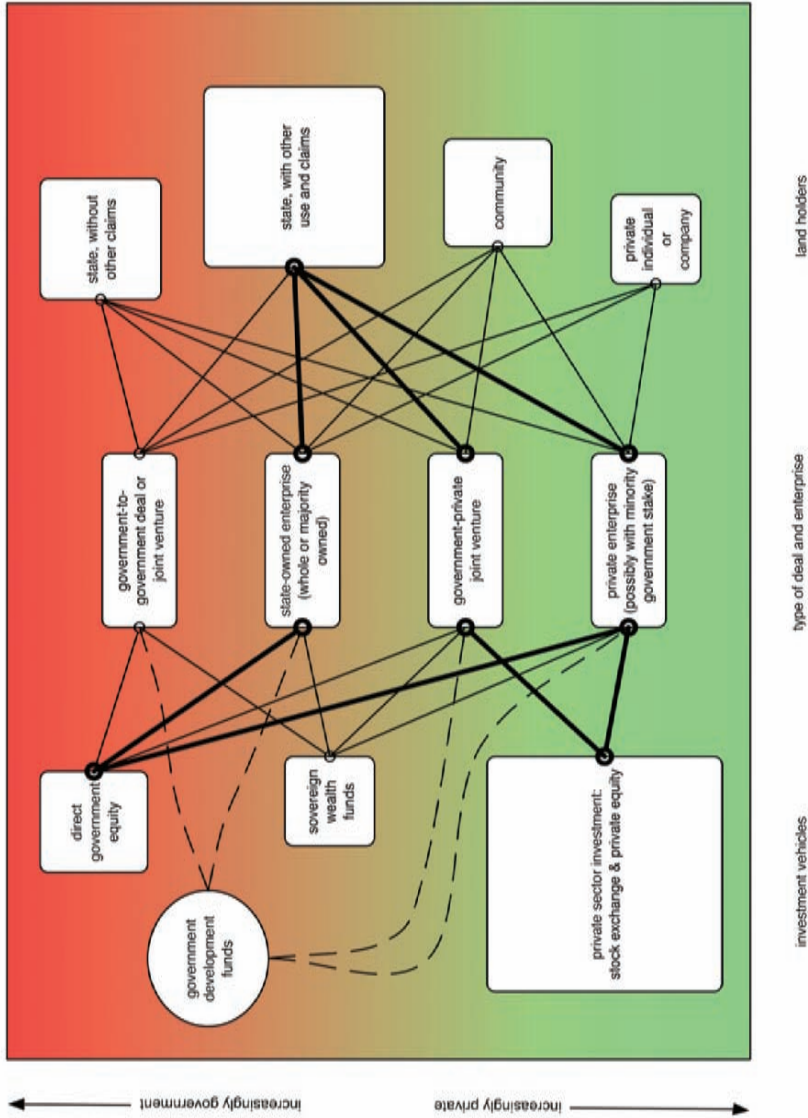 increasingly government
increasingly private
direct
government
equity
government
development
funds
sovereign
wealth
funds
private sector investment:
stock exchange & private equity
investment vehicles
government-to-
government deal or
joint venture
state-owned enterprise
(whole or majority
owned)
government-private
joint venture
private enterprise
(possibly with minority
government stake)
type of deal and enterprise
state, without
other claims
state, with other
use and claims
community
private
individual
or
company
land holders